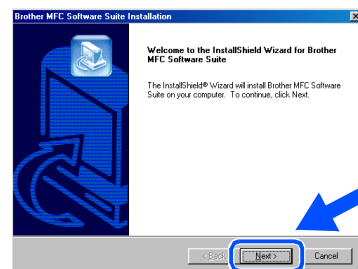 Brother MFC Software Suite Installation
Welcome to the InstallShield Wizard for Brother
MFC Software Suite
The InstallShield® Wizard will install Brother MFC Software
Suite on your computer. To continue, click Next.
< Back Next > Cancel